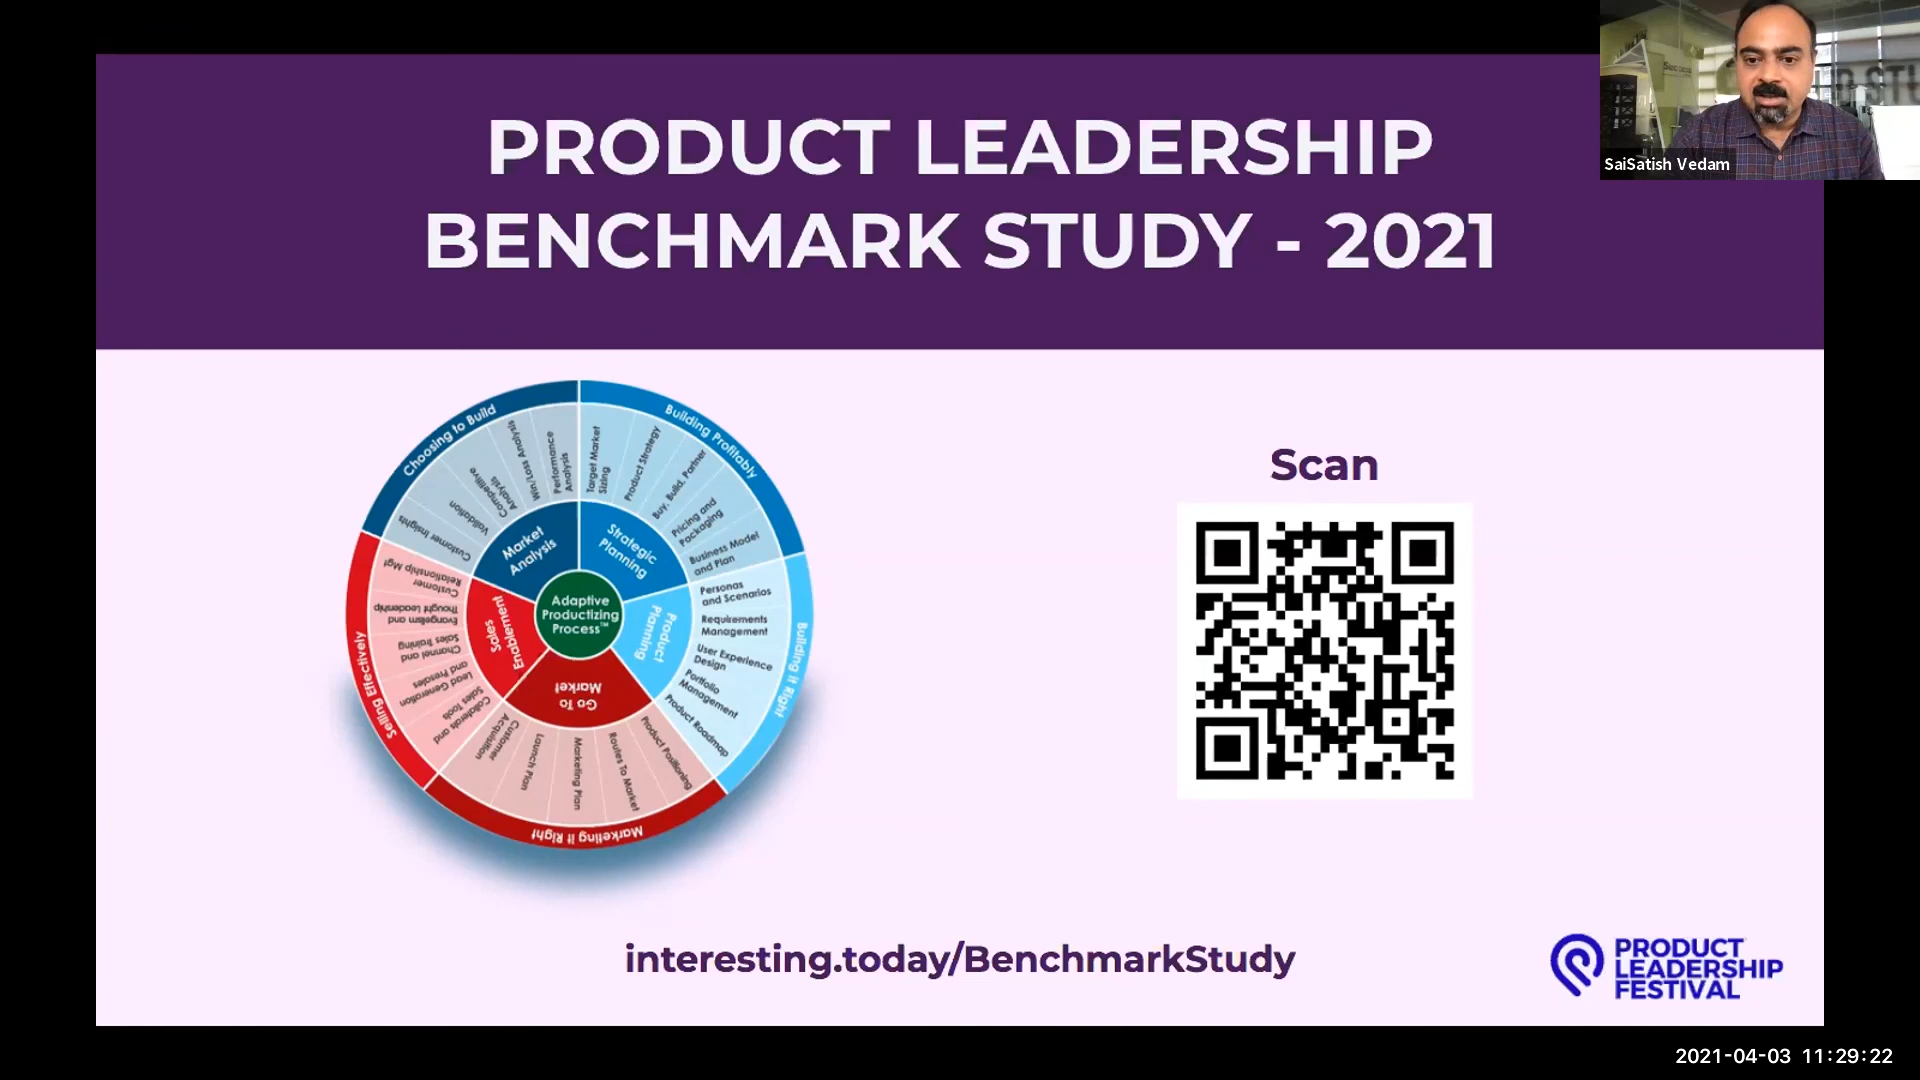 PRODUCT LEADERSHIP
BENCHMARK STUDY - 2021
SaiSatish Vedam
Choosing to Build
Customer Insights
Validation
Competitive
Analysis
Win/Loss Analysis
Performance
Analysis
Market
Analysis
Building Profitably
Target Market
Sizing
Product Strategy
Buy, Build, Partner
Pricing and
Packaging
Business Model
and Plan
Strategic
Planning
Building it Right
Personas
and Scenarios
Requirements
Management
User Experience
Design
Portfolio
Management
Product Roadmap
Product
Planning
Marketing it Right
Product Positioning
Routes To Market
Marketing Plan
Launch Plan
Customer
Acquisition
Go To
Market
Selling Effectively
Collaterals and
Sales Tools
Lead Generation
and Presales
Channel and
Sales Training
Evangelism and
Thought Leadership
Customer
Relationship Mgt
Sales
Enablement
Adaptive
Productizing
Process™
Scan
interesting.today/BenchmarkStudy
PRODUCT
LEADERSHIP
FESTIVAL
2021-04-03 11:29:22